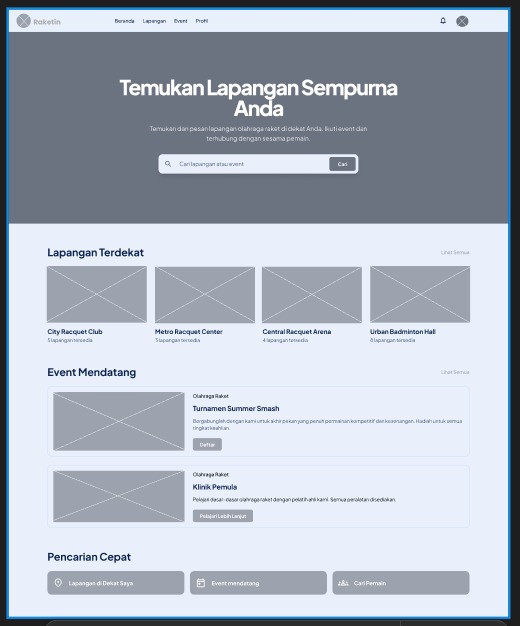 Raketin
Beranda Lapangan Event Profil
Temukan Lapangan Sempurna
Anda
Temukan dan pesan lapangan olahraga raket di dekat Anda. Ikuti event dan
terhubung dengan sesama pemain.
Cari lapangan atau event
Cari
Lapangan Terdekat
Lihat Semua
City Racquet Club
Metro Racquet Center
Central Racquet Arena
Urban Badminton Hall
5 lapangan tersedia
3 lapangan tersedia
4 lapangan tersedia
8 lapangan tersedia
Event Mendatang
Lihat Semua
Olahraga Raket
Turnamen Summer Smash
Bergabunglah dengan kami untuk akhir pekan yang penuh permainan kompetitif dan kesenangan. Hadiah untuk semua
tingkat keahlian.
Daftar
Olahraga Raket
Klinik Pemula
Pelajari dasar-dasar olahraga raket dengan pelatih ahli kami. Semua peralatan disediakan.
Pelajari Lebih Lanjut
Pencarian Cepat
Lapangan di Dekat Saya
Event mendatang
Cari Pemain